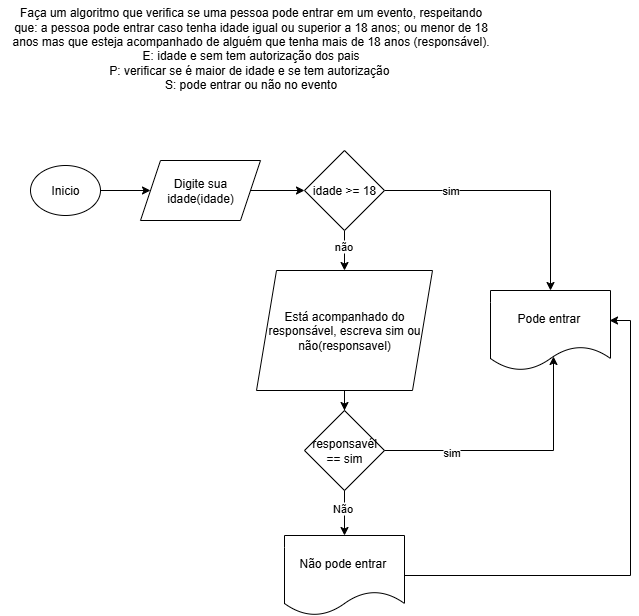 Faça um algoritmo que verifica se uma pessoa pode entrar em um evento, respeitando
que: a pessoa pode entrar caso tenha idade igual ou superior a 18 anos; ou menor de 18
anos mas que esteja acompanhado de alguém que tenha mais de 18 anos (responsável).
E: idade e sem tem autorização dos pais
P: verificar se é maior de idade e se tem autorização
S: pode entrar ou não no evento
Inicio
Digite sua
idade(idade)
idade >= 18
sim
não
Está acompanhado do
responsável, escreva sim ou
não(responsavel)
Pode entrar
responsavél
== sim
sim
Não
Não pode entrar